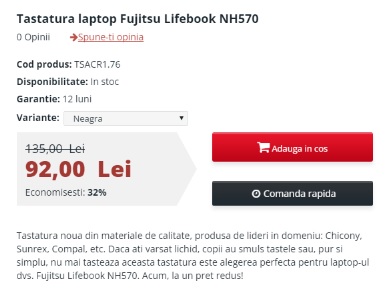 Tastatura laptop Fujitsu Lifebook NH570
0 Opinii Spune-ti opinia
Cod produs: TSACR1.76
Disponibilitate: In stoc
Garantie: 12 luni
Variante: Neagra
135,00 Lei
92,00 Lei
Economisesti: 32%
Adauga in cos
Comanda rapida
Tastatura noua din materiale de calitate, produsa de lideri in domeniu: Chicony,
Sunrex, Compal, etc. Daca ati varsat lichid, copii au smuls tastele sau, pur si
simplu, nu mai tasteaza aceasta tastatura este alegerea perfecta pentru laptop-ul
dvs. Fujitsu Lifebook NH570. Acum, la un pret redus!